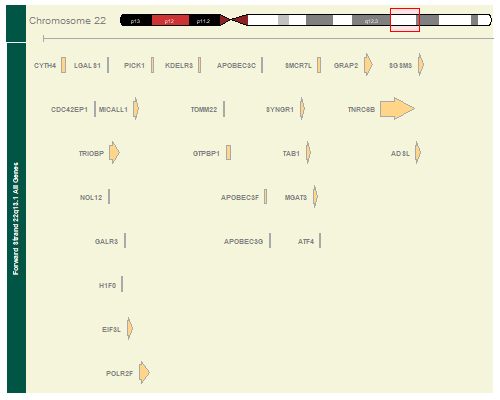 Chromosome 22
p13 p12 p11.2 q12.3
CYTH4 LGALS1 PICK1 KDELR3 APOBEC3C SMCR7L GRAP2 SGSM3
CDC42EP1 MICALL1 TOMM22 SYNGR1 TNRC6B
TRIOBP GTPBP1 TAB1 ADSL
NOL12 APOBEC3F MGAT3
GALR3 APOBEC3G ATF4
H1F0
EIF3L
POLR2F
Forward Strand 22q13.1 All Genes